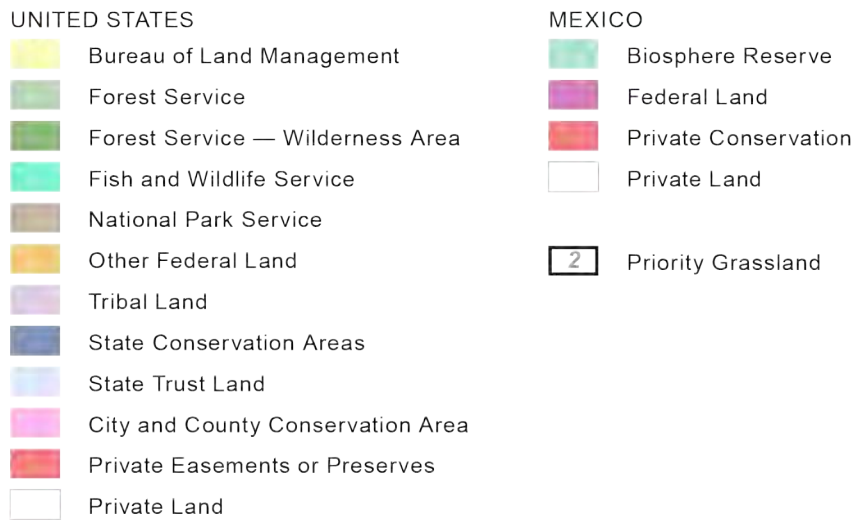 UNITED STATES
Bureau of Land Management
Forest Service
Forest Service — Wilderness Area
Fish and Wildlife Service
National Park Service
Other Federal Land
Tribal Land
State Conservation Areas
State Trust Land
City and County Conservation Area
Private Easements or Preserves
Private Land
MEXICO
Biosphere Reserve
Federal Land
Private Conservation
Private Land
2 Priority Grassland